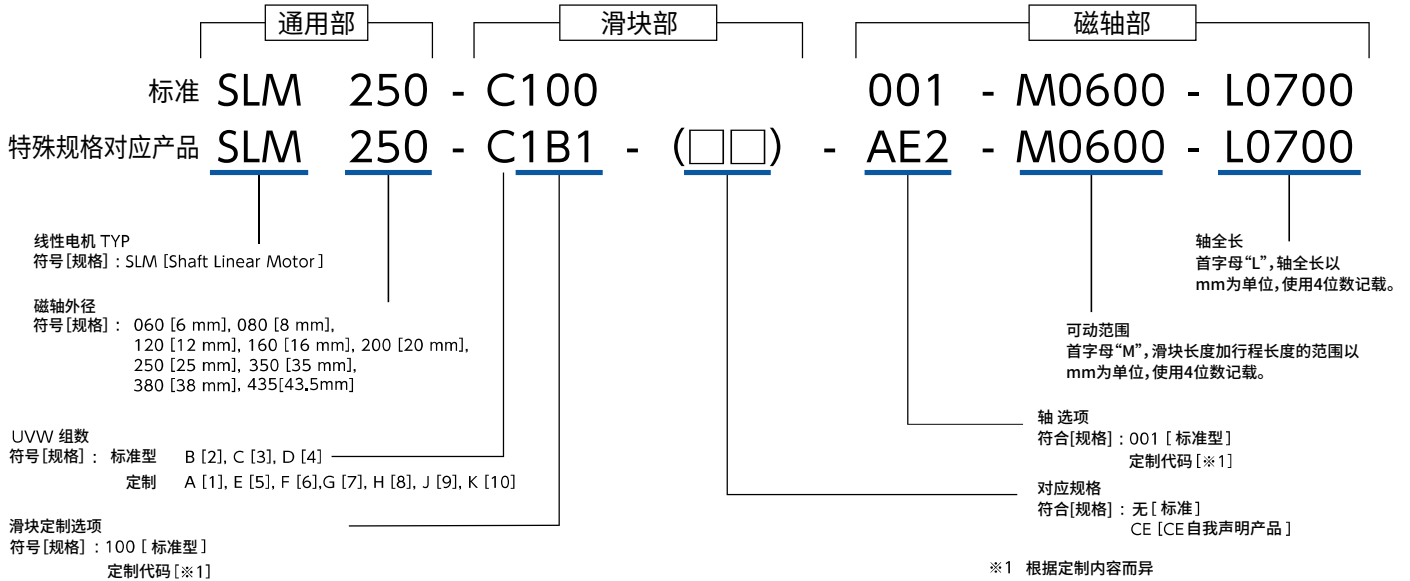 通用部 滑块部 磁轴部
标准 SLM 250 - C100 001 - M0600 - L0700
特殊规格对应产品 SLM 250 - C1B1 - (□□) - AE2 - M0600 - L0700
线性电机 TYP
符号[规格] : SLM [Shaft Linear Motor]
磁轴外径
符号[规格] : 060 [6 mm], 080 [8 mm],
120 [12 mm], 160 [16 mm], 200 [20 mm],
250 [25 mm], 350 [35 mm],
380 [38 mm], 435[43.5mm]
UVW 组数
符号[规格] : 标准型 B [2], C [3], D [4]
定制 A [1], E [5], F [6],G [7], H [8], J [9], K [10]
滑块定制选项
符号[规格] : 100 [ 标准型 ]
定制代码[※1]
轴全长
首字母“L”,轴全长以
mm为单位,使用4位数记载。
可动范围
首字母“M”,滑块长度加行程长度的范围以
mm为单位,使用4位数记载。
轴 选项
符合[规格] : 001 [ 标准型 ]
定制代码[※1]
对应规格
符合[规格] : 无[ 标准 ]
CE [CE自我声明产品 ]
※1 根据定制内容而异